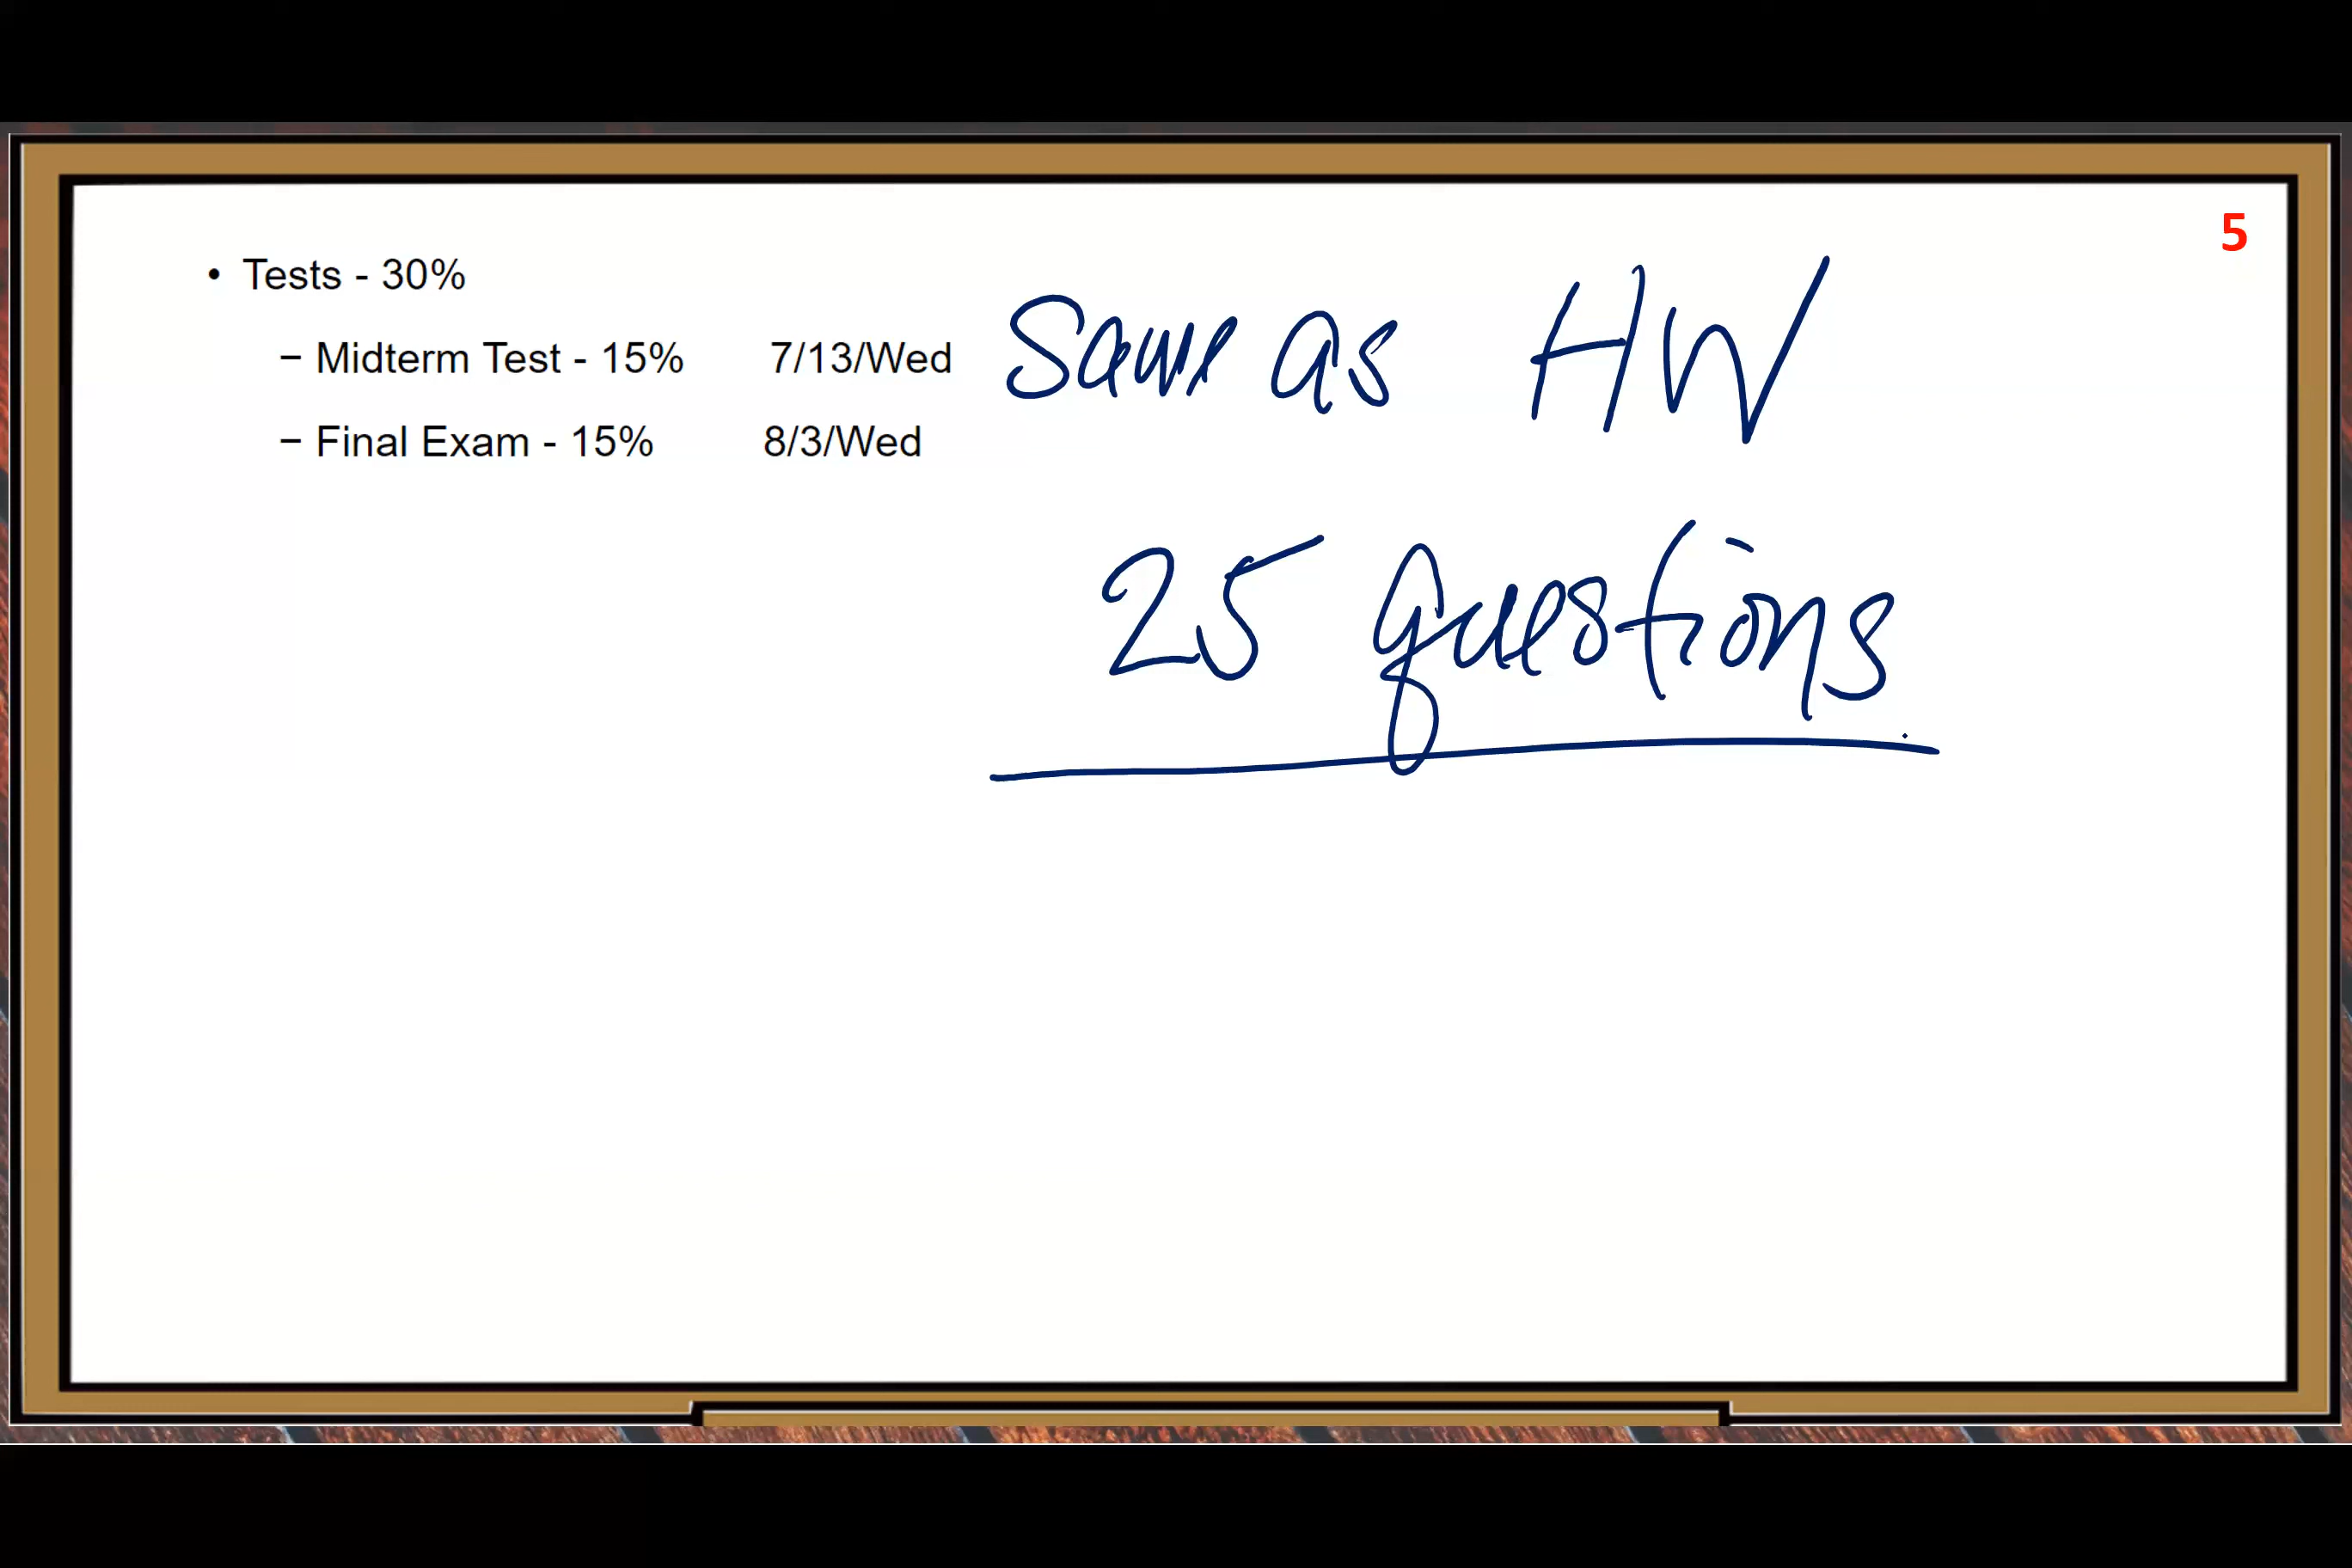 5
• Tests - 30%
– Midterm Test - 15% 7/13/Wed
– Final Exam - 15% 8/3/Wed
Same as HW
25 questions